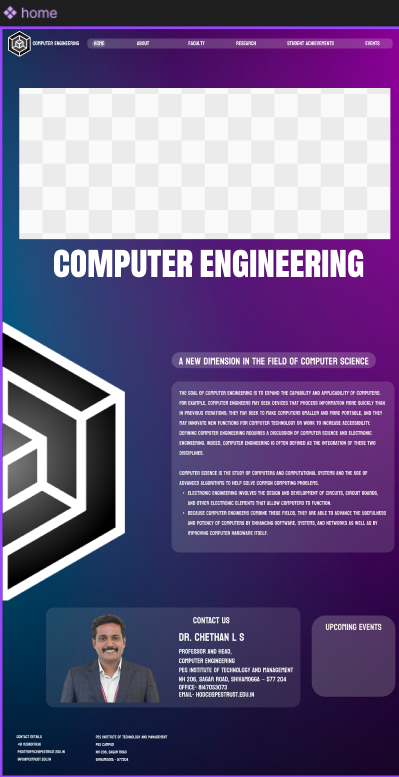 home
COMPUTER ENGINEERING
HOME ABOUT FACULTY RESEARCH STUDENT ACHIEVEMENTS EVENTS
COMPUTER ENGINEERING
A NEW DIMENSION IN THE FIELD OF COMPUTER SCIENCE
THE GOAL OF COMPUTER ENGINEERING IS TO EXPAND THE CAPABILITY AND APPLICABILITY OF COMPUTERS.
FOR EXAMPLE, COMPUTER ENGINEERS MAY SEEK DEVICES THAT PROCESS INFORMATION MORE QUICKLY THAN
IN PREVIOUS ITERATIONS; THEY MAY SEEK TO MAKE COMPUTERS SMALLER AND MORE PORTABLE, AND THEY
MAY INNOVATE NEW FUNCTIONS FOR COMPUTER TECHNOLOGY OR WORK TO INCREASE ACCESSIBILITY.
DEFINING COMPUTER ENGINEERING REQUIRES A DISCUSSION OF COMPUTER SCIENCE AND ELECTRONIC
ENGINEERING. INDEED, COMPUTER ENGINEERING IS OFTEN DEFINED AS THE INTEGRATION OF THESE TWO
DISCIPLINES.
COMPUTER SCIENCE IS THE STUDY OF COMPUTERS AND COMPUTATIONAL SYSTEMS AND THE USE OF
ADVANCED ALGORITHMS TO HELP SOLVE COMMON COMPUTING PROBLEMS.
• ELECTRONIC ENGINEERING INVOLVES THE DESIGN AND DEVELOPMENT OF CIRCUITS, CIRCUIT BOARDS,
AND OTHER ELECTRONIC ELEMENTS THAT ALLOW COMPUTERS TO FUNCTION.
• BECAUSE COMPUTER ENGINEERS COMBINE THESE FIELDS, THEY ARE ABLE TO ADVANCE THE USEFULNESS
AND POTENCY OF COMPUTERS BY ENHANCING SOFTWARE, SYSTEMS, AND NETWORKS AS WELL AS BY
IMPROVING COMPUTER HARDWARE ITSELF.
CONTACT US
DR. CHETHAN L S
PROFESSOR AND HEAD,
COMPUTER ENGINEERING
PES INSTITUTE OF TECHNOLOGY AND MANAGEMENT
NH 206, SAGAR ROAD, SHIVAMOGGA – 577 204
OFFICE- 8147053073
EMAIL- HODCE@PESTRUST.EDU.IN
UPCOMING EVENTS
CONTACT DETAILS
PRISTMOFFICE@PESTRUST.EDU.IN
INFO@PESTRUST.EDU.IN
PES INSTITUTE OF TECHNOLOGY AND MANAGEMENT
PES CAMPUS
NH 206, SAGAR ROAD
SHIVAMOGGA - 577204